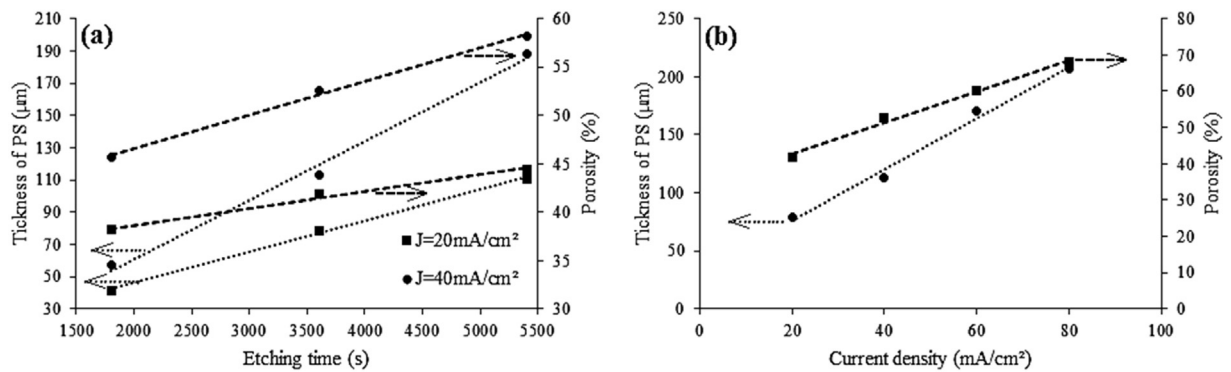 (a)
Tickness of PS (µm)
210
190
170
150
130
110
90
70
50
30
60
55
50
45
40
35
30
Porosity (%)
J=20mA/cm²
J=40mA/cm²
1500 2000 2500 3000 3500 4000 4500 5000 5500
Etching time (s)
(b)
Tickness of PS (µm)
250
200
150
100
50
0
80
70
60
50
40
30
20
10
0
Porosity (%)
0 20 40 60 80 100
Current density (mA/cm²)